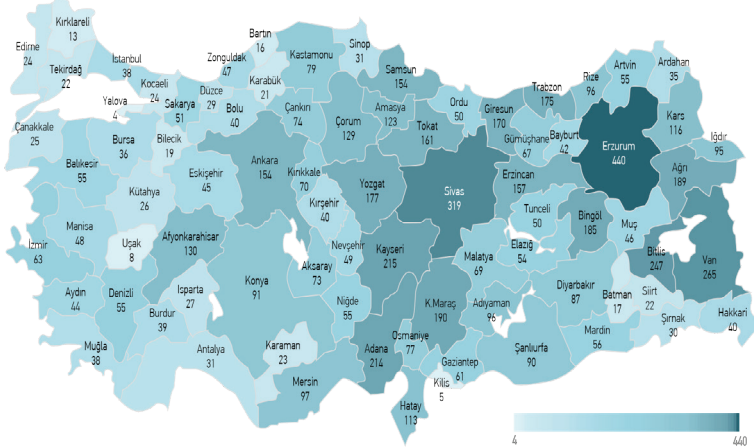 Kırklareli
13
Edirne
24
Tekirdağ
22
İstanbul
38
Kocaeli
24
Yalova
4
Sakarya
51
Düzce
29
Zonguldak
47
Bartın
16
Karabük
21
Bolu
40
Kastamonu
79
Sinop
31
Samsun
154
Çankırı
74
Çorum
129
Amasya
123
Tokat
161
Ordu
50
Giresun
170
Trabzon
175
Gümüşhane
67
Bayburt
42
Rize
96
Artvin
55
Ardahan
35
Kars
116
Iğdır
95
Erzurum
440
Ağrı
189
Çanakkale
25
Balıkesir
55
Bursa
36
Bilecik
19
Kütahya
26
Eskişehir
45
Ankara
154
Kırıkkale
70
Kırşehir
40
Yozgat
177
Sivas
319
Erzincan
157
Tunceli
50
Bingöl
185
Muş
46
Bitlis
247
Van
265
Manisa
48
İzmir
63
Uşak
8
Afyonkarahisar
130
Aydın
44
Denizli
55
Burdur
39
Isparta
27
Muğla
38
Antalya
31
Konya
91
Karaman
23
Mersin
97
Aksaray
73
Nevşehir
49
Niğde
55
Kayseri
215
Adana
214
Osmaniye
77
Hatay
113
K.Maraş
190
Malatya
69
Elazığ
54
Adıyaman
96
Gaziantep
61
Kilis
5
Şanlıurfa
90
Diyarbakır
87
Mardin
56
Batman
17
Siirt
22
Şırnak
30
Hakkari
40
4
440